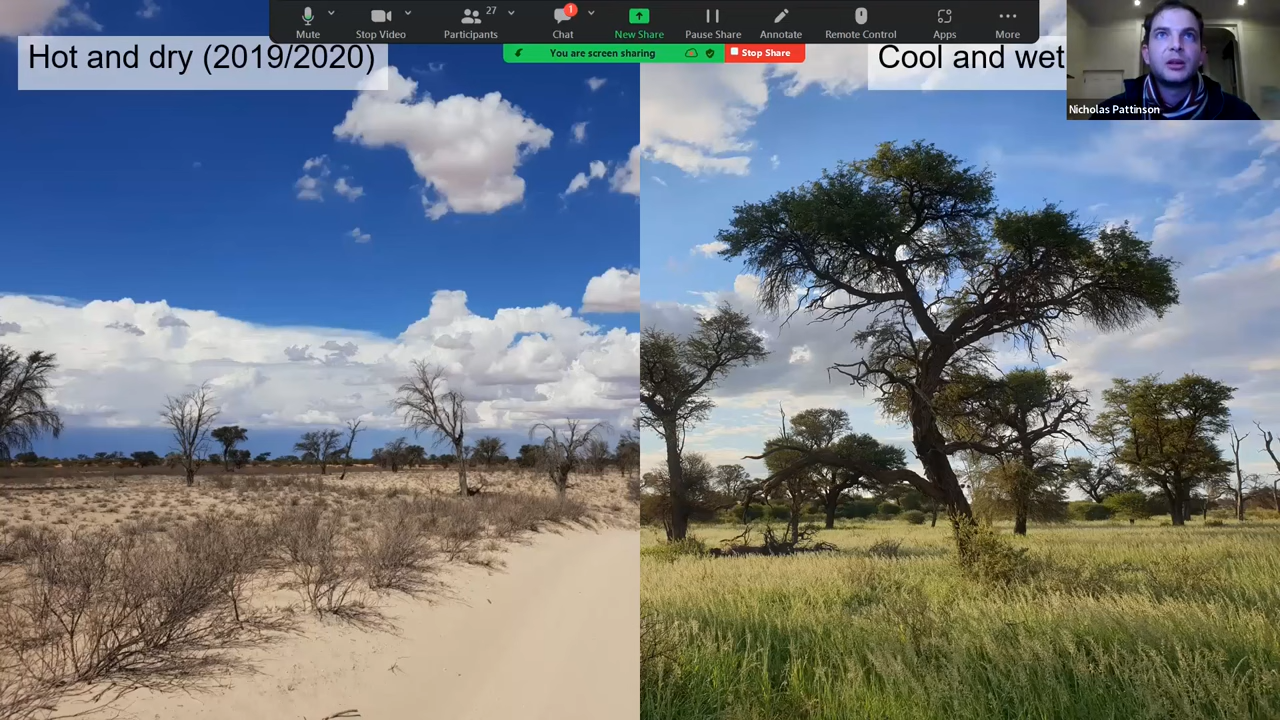 27
1
Mute
Stop Video
Participants
Chat
New Share
Pause Share
Annotate
Remote Control
Apps
More
You are screen sharing
Stop Share
Hot and dry (2019/2020)
Cool and wet
Nicholas Pattinson